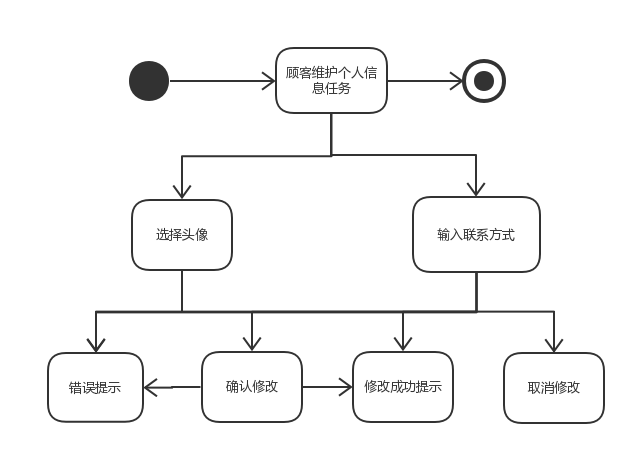 顾客维护个人信
息任务
选择头像
输入联系方式
错误提示
确认修改
修改成功提示
取消修改